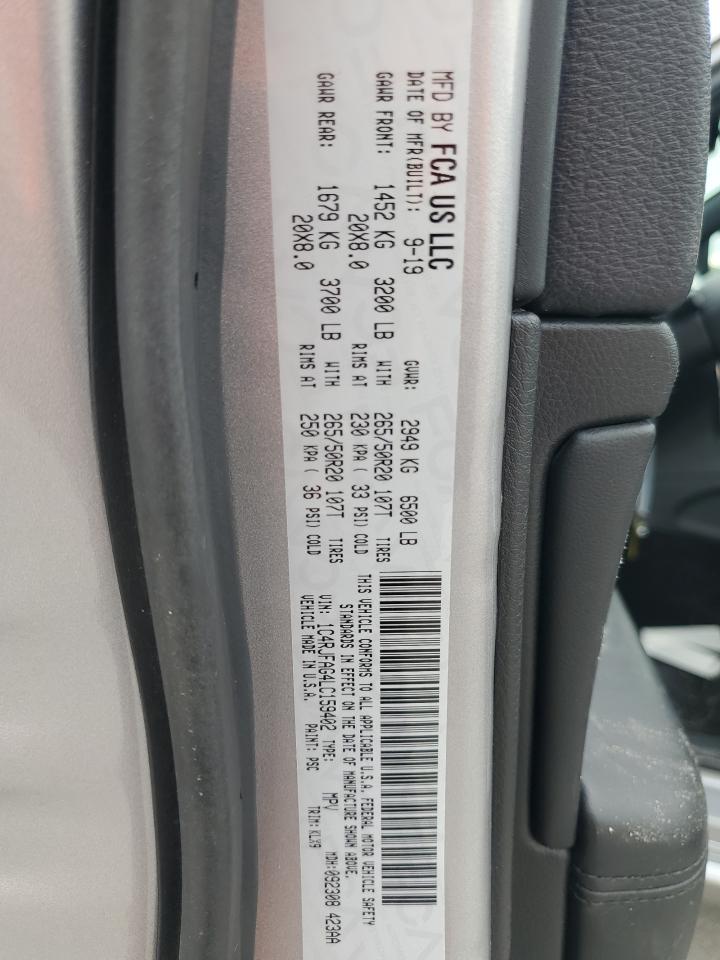 MFD BY FCA US LLC
DATE OF MFR(BUILT): 9-19 GVWR: 2949 KG 6500 LB
GAWR FRONT: 1452 KG 3200 LB WITH 265/50R20 107T TIRES
20X8.0 RIMS AT 230 KPA ( 33 PSI) COLD
GAWR REAR: 1679 KG 3700 LB WITH 265/50R20 107T TIRES
20X8.0 RIMS AT 250 KPA ( 36 PSI) COLD
THIS VEHICLE CONFORMS TO ALL APPLICABLE U.S.A. FEDERAL MOTOR VEHICLE SAFETY
STANDARDS IN EFFECT ON THE DATE OF MANUFACTURE SHOWN ABOVE.
VIN: 1C4RJFAG4LC159402 TYPE: MPV MDH:092308 423AA
VEHICLE MADE IN U.S.A. PAINT: PSC TRIM:KLX9